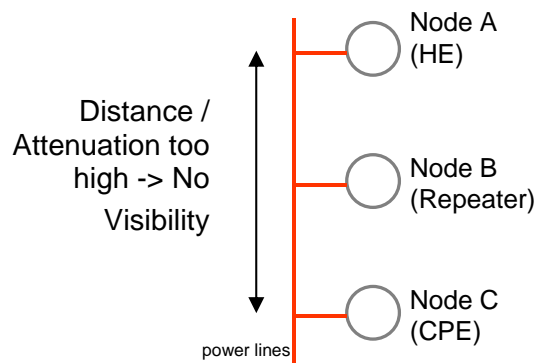 Node A
(HE)
Distance /
Attenuation too
high -> No
Visibility
Node B
(Repeater)
Node C
(CPE)
power lines